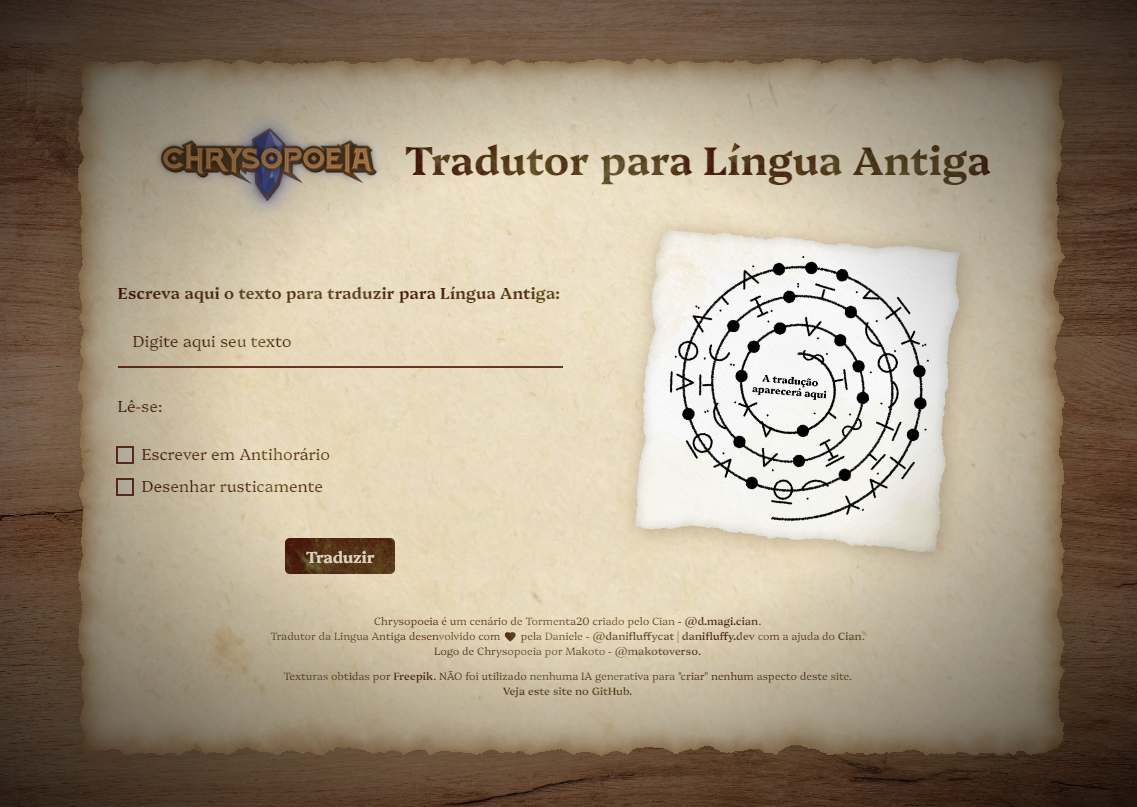 CHRYSOPOEIA
Tradutor para Língua Antiga
Escreva aqui o texto para traduzir para Língua Antiga:
Digite aqui seu texto
Lê-se:
Escrever em Antihorário
Desenhar rusticamente
Traduzir
A tradução
aparecerá aqui
Chrysopoeia é um cenário de Tormenta20 criado pelo Cian - @d.magi.cian.
Tradutor da Língua Antiga desenvolvido com ♥ pela Daniele - @danifluffycat | danifluffy.dev com a ajuda do Cian.
Logo de Chrysopoeia por Makoto - @makotoverso.
Texturas obtidas por Freepik. NÃO foi utilizado nenhuma IA generativa para "criar" nenhum aspecto deste site.
Veja este site no GitHub.